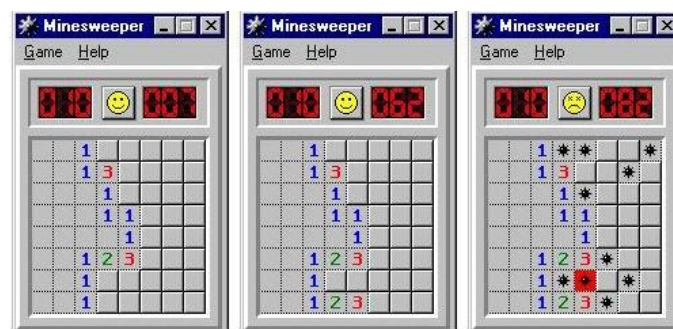 Minesweeper Minesweeper Minesweeper
Game Help Game Help Game Help
010 003 010 062 010 082
1 1 1
1 3 1 3 1 3
1 1 1
1 1 1 1 1 1
1 1 1
1 2 3 1 2 3 1 2 3
1 1 1
1 1 2 3 1 2 3